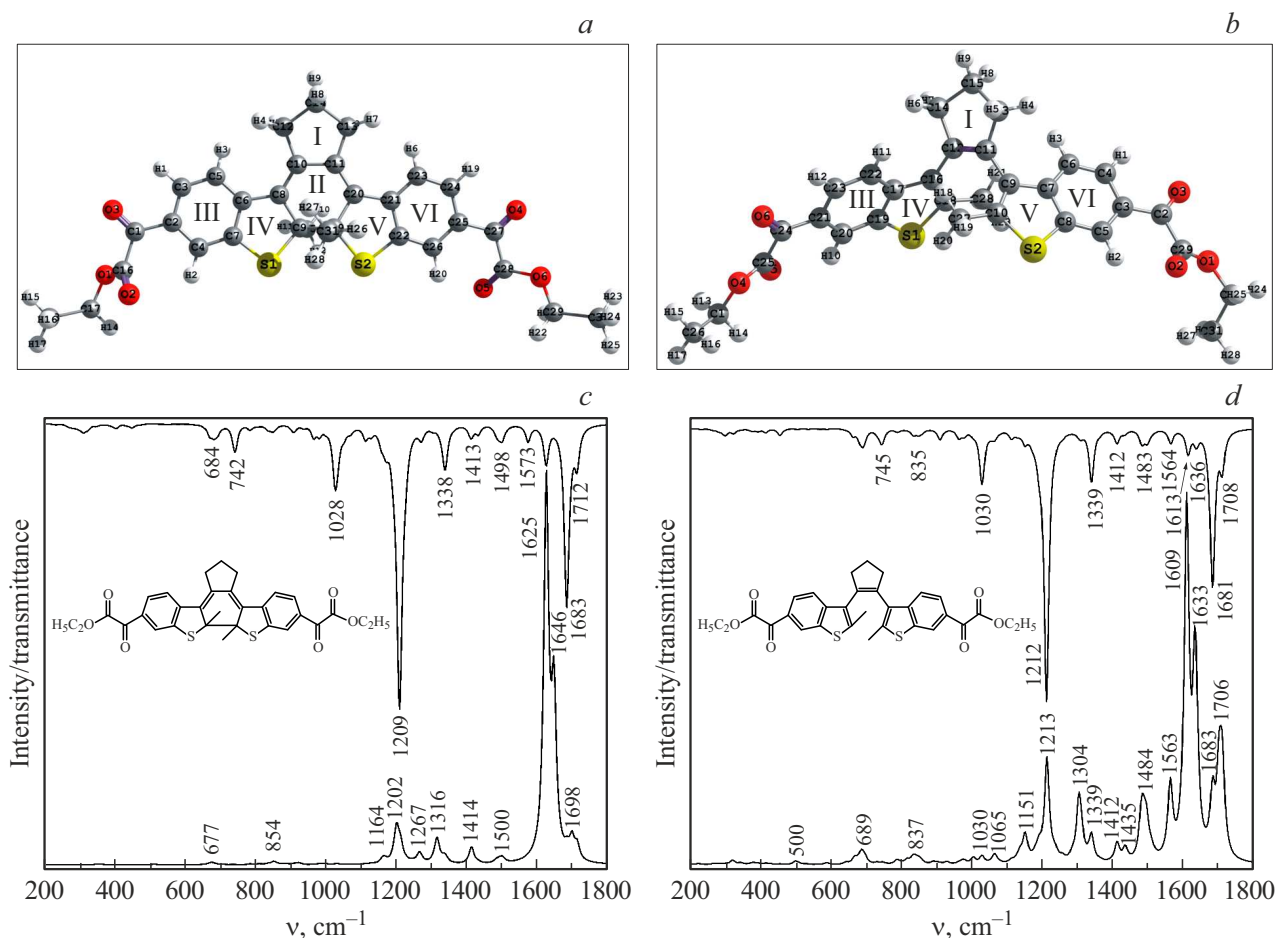 a
b
I
II
III
IV
V
VI
H9
H8
H4
C12
C13
H7
H3
H1
C5
C3
C10
C11
H6
C23
H19
C24
C8
C20
C6
C21
O3
C2
C1
C7
C4
S1
S2
C22
C25
C26
C27
O4
H2
H20
O1
C16
O2
C28
O5
O6
H15
H16
C17
H14
H17
H27
H26
H28
C9
C31
C29
H22
H23
H24
H25
I
III
IV
V
VI
H9
H8
C15
H6
C14
H5
H4
H3
H11
C11
C6
H1
H12
C22
C23
C16
C4
C17
H18
C9
C7
C28
O3
C3
C2
O6
C21
C24
C19
C20
C10
H19
H20
C8
C5
S1
S2
H10
H2
C25
O4
C29
O1
O2
H13
C1
H15
C26
H14
H16
H17
H24
H25
C31
H27
H28
c
d
Intensity/transmittance
684
742
1028
1209
1338
1413
1498
1573
1625
1646
1683
1712
H5C2O
O
O
S
S
O
O
OC2H5
677
854
1164
1202
1267
1316
1414
1500
1698
200 400 600 800 1000 1200 1400 1600 1800
ν, cm–1
Intensity/transmittance
745
835
1030
1212
1213
1339
1412
1483
1564
1613
1636
1609
1633
1681
1708
1706
H5C2O
O
O
S
S
O
O
OC2H5
500
689
837
1030
1065
1151
1304
1339
1412
1435
1484
1563
1683
200 400 600 800 1000 1200 1400 1600 1800
ν, cm–1